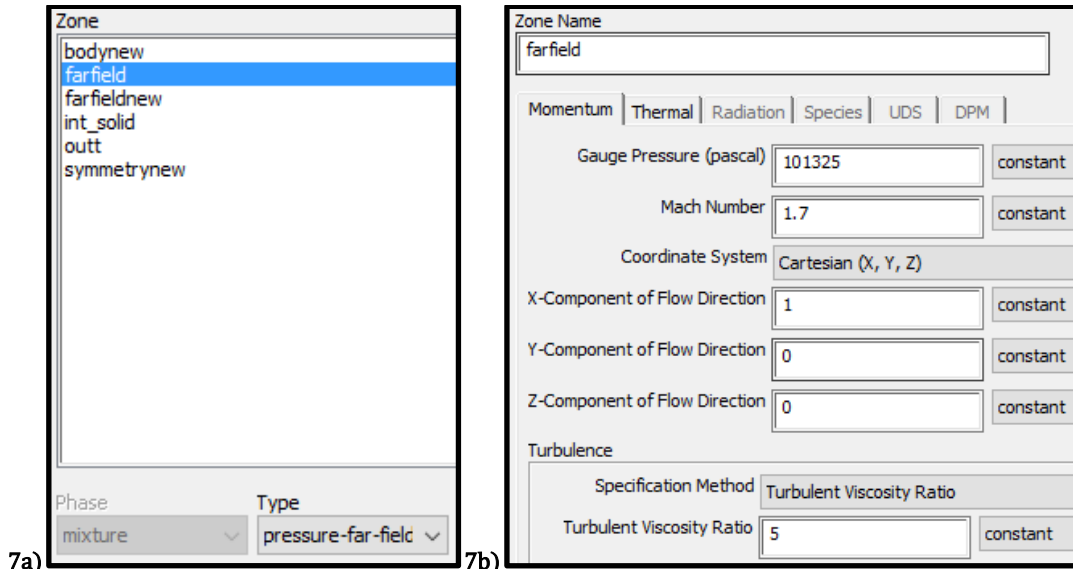 Zone
bodynew
farfield
farfieldnew
int_solid
outt
symmetrynew
Phase Type
mixture pressure-far-field
7a)
Zone Name
farfield
Momentum Thermal Radiation Species UDS DPM
Gauge Pressure (pascal) 101325 constant
Mach Number 1.7 constant
Coordinate System Cartesian (X, Y, Z)
X-Component of Flow Direction 1 constant
Y-Component of Flow Direction 0 constant
Z-Component of Flow Direction 0 constant
Turbulence
Specification Method Turbulent Viscosity Ratio
Turbulent Viscosity Ratio 5 constant
7b)